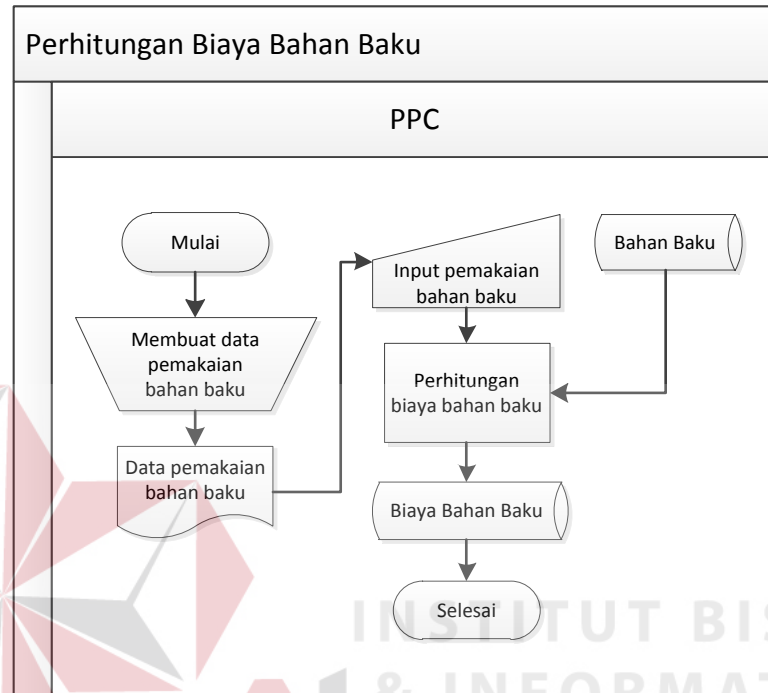 Perhitungan Biaya Bahan Baku
PPC
Mulai
Membuat data
pemakaian
bahan baku
Data pemakaian
bahan baku
Input pemakaian
bahan baku
Bahan Baku
Perhitungan
biaya bahan baku
Biaya Bahan Baku
Selesai
INSTITUT BIS
& INFORMAT